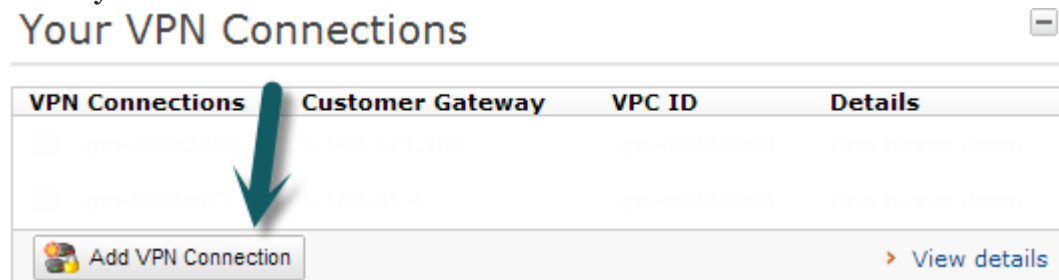 Your VPN Connections
VPN Connections Customer Gateway VPC ID Details
Add VPN Connection > View details